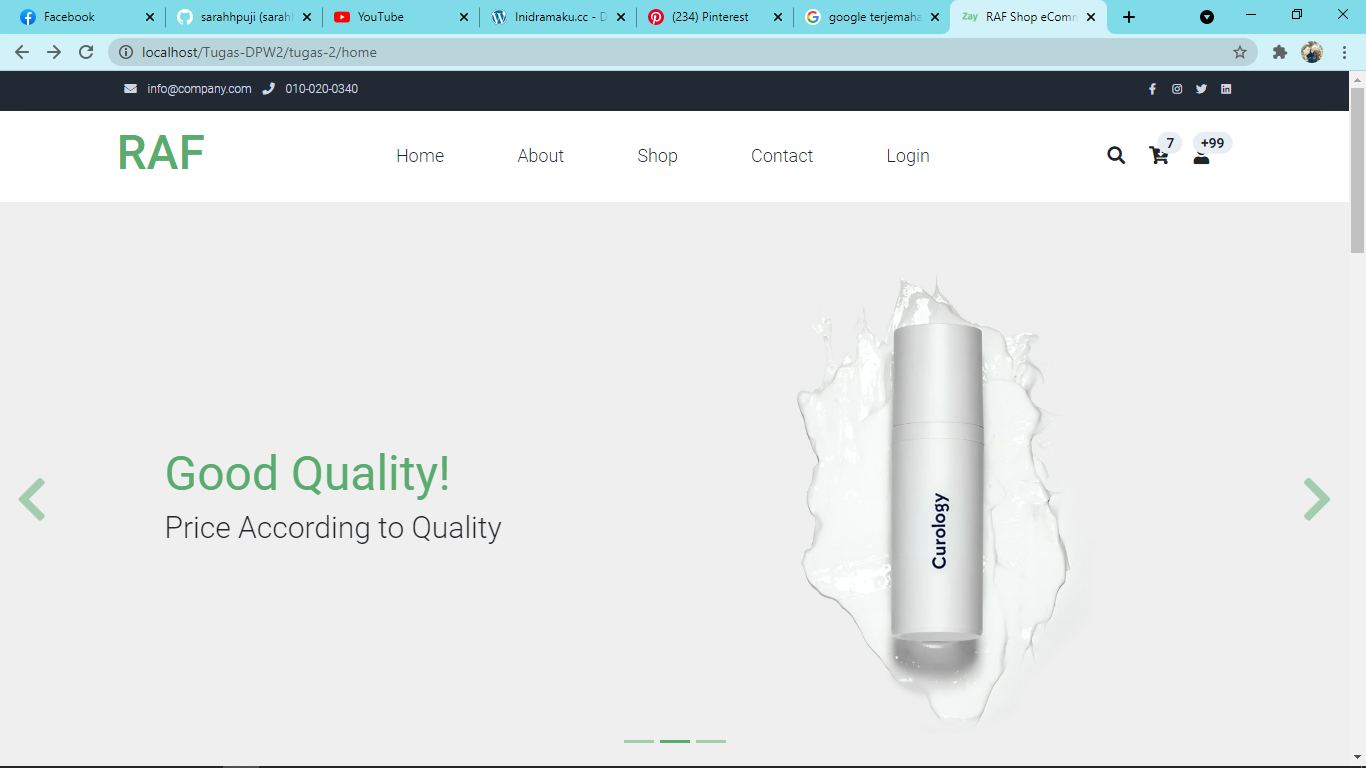 Facebook
sarahhpuji (sarahh
YouTube
Inidramaku.cc - D
(234) Pinterest
google terjemaha
Zay
RAF Shop eComm
localhost/Tugas-DPW2/tugas-2/home
info@company.com
010-020-0340
RAF
Home
About
Shop
Contact
Login
7
+99
Good Quality!
Price According to Quality
Curology